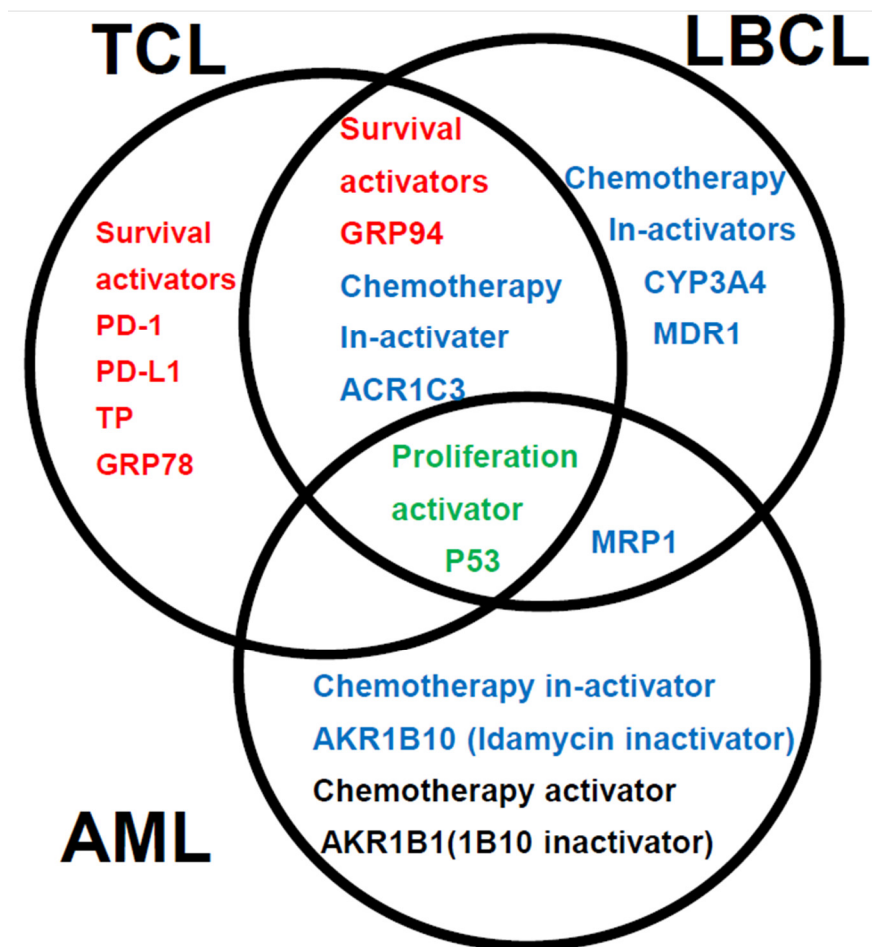 TCL
LBCL
Survival
activators
PD-1
PD-L1
TP
GRP78
Survival
activators
GRP94
Chemotherapy
In-activater
ACR1C3
Chemotherapy
In-activators
CYP3A4
MDR1
Proliferation
activator
P53
MRP1
Chemotherapy in-activator
AKR1B10 (Idamycin inactivator)
Chemotherapy activator
AKR1B1(1B10 inactivator)
AML